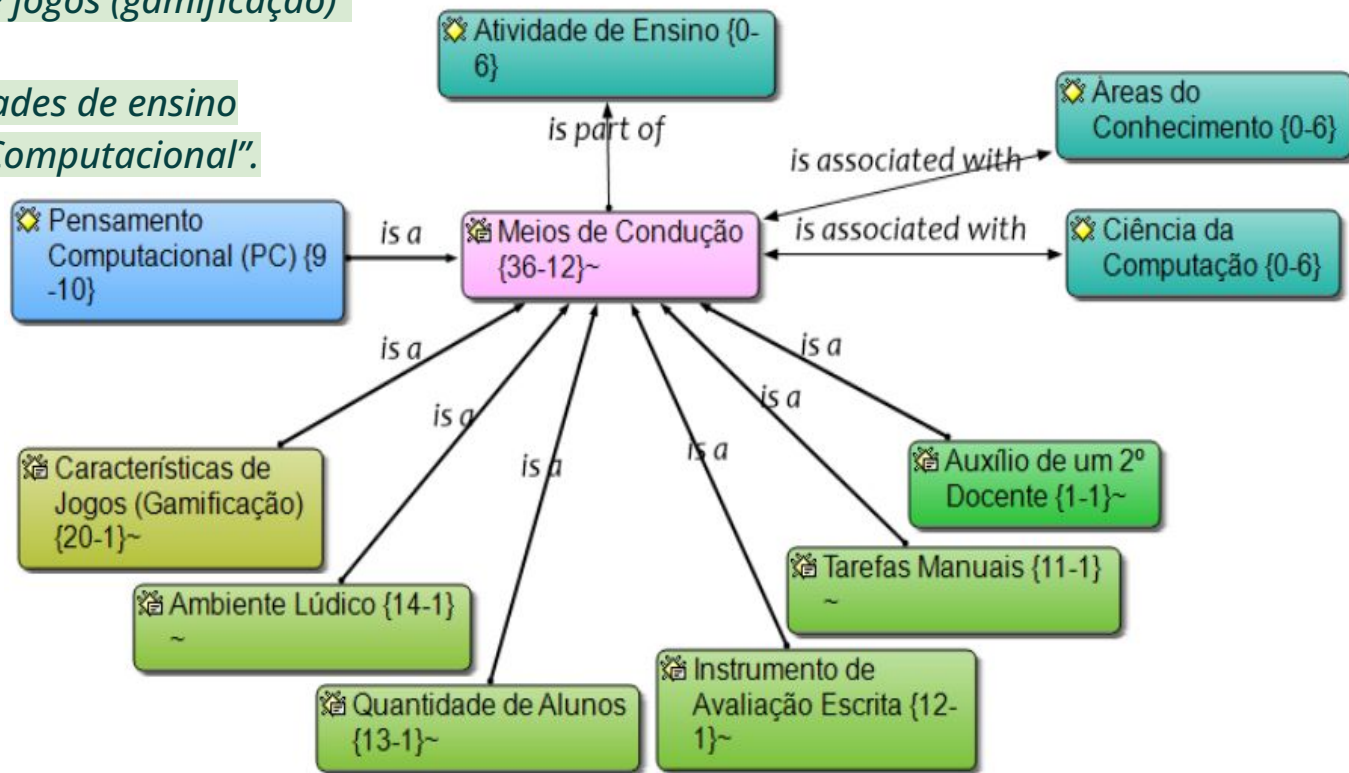 jogos (gamificação)
ades de ensino
Computacional”.
Atividade de Ensino {0-
6}
is part of
Àreas do
Conhecimento {0-6}
is associated with
Pensamento
Computacional (PC) {9
-10}
is a
Meios de Condução
{36-12}~
is associated with
Ciência da
Computação {0-6}
is a
is a
is a
is a
is a
is a
Características de
Jogos (Gamificação)
{20-1}~
Auxílio de um 2º
Docente {1-1}~
Ambiente Lúdico {14-1}
~
Tarefas Manuais {11-1}
~
Quantidade de Alunos
{13-1}~
Instrumento de
Avaliação Escrita {12-
1}~